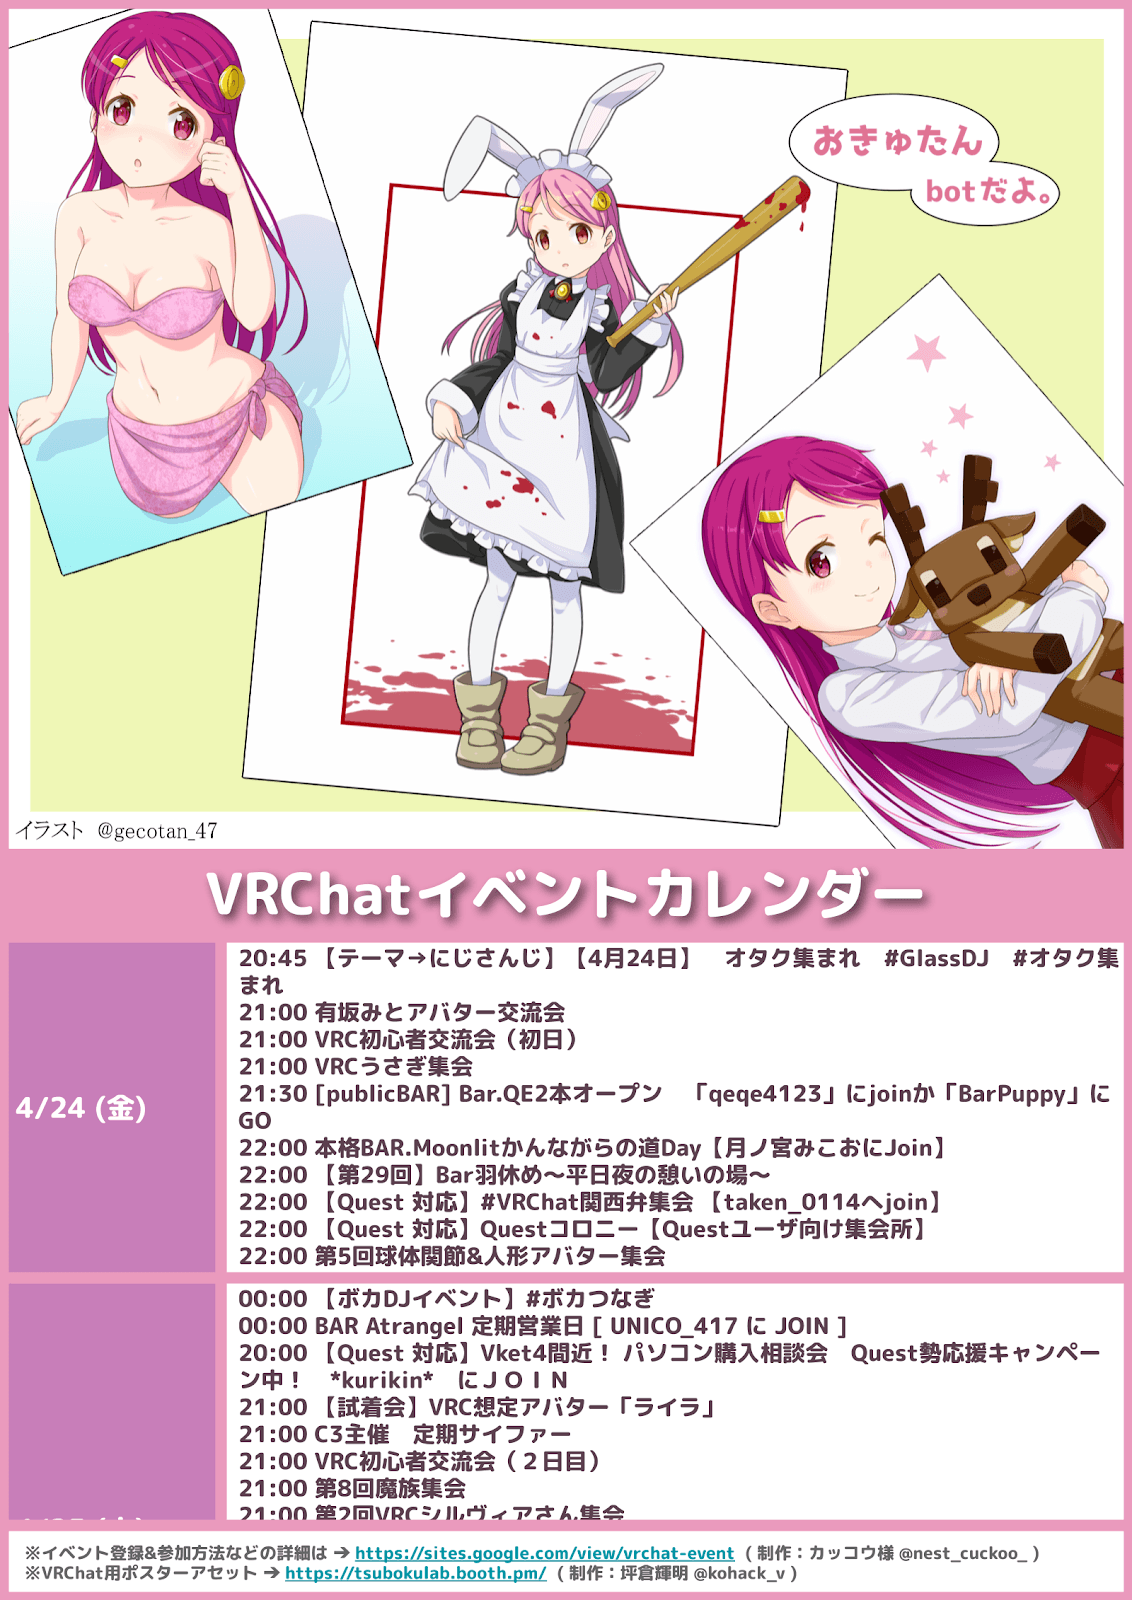 おきゅたん
botだよ。
イラスト @gecotan_47
VRChatイベントカレンダー
4/24 (金)
20:45 【テーマ→にじさんじ】【4月24日】　オタク集まれ　#GlassDJ　#オタク集
まれ
21:00 有坂みとアバター交流会
21:00 VRC初心者交流会（初日）
21:00 VRCうさぎ集会
21:30 [publicBAR] Bar.QE2本オープン　「qeqe4123」にjoinか「BarPuppy」に
GO
22:00 本格BAR.Moonlitかんながらの道Day【月ノ宮みこおにJoin】
22:00 【第29回】Bar羽休め～平日夜の憩いの場～
22:00 【Quest 対応】#VRChat関西弁集会 【taken_0114へjoin】
22:00 【Quest 対応】Questコロニー【Questユーザ向け集会所】
22:00 第5回球体関節&人形アバター集会
00:00 【ボカDJイベント】#ボカつなぎ
00:00 BAR Atrangel 定期営業日 [ UNICO_417 に JOIN ]
20:00 【Quest 対応】Vket4間近！ パソコン購入相談会　Quest勢応援キャンペー
ン中！　*kurikin*　にＪＯＩＮ
21:00 【試着会】VRC想定アバター「ライラ」
21:00 C3主催　定期サイファー
21:00 VRC初心者交流会（２日目）
21:00 第8回魔族集会
21:00 第2回VRCシルヴィアさん集会
※イベント登録&参加方法などの詳細は ➔ https://sites.google.com/view/vrchat-event （ 制作：カッコウ様 @nest_cuckoo_ ）
※VRChat用ポスターアセット ➔ https://tsubokulab.booth.pm/ （ 制作：坪倉輝明 @kohack_v ）